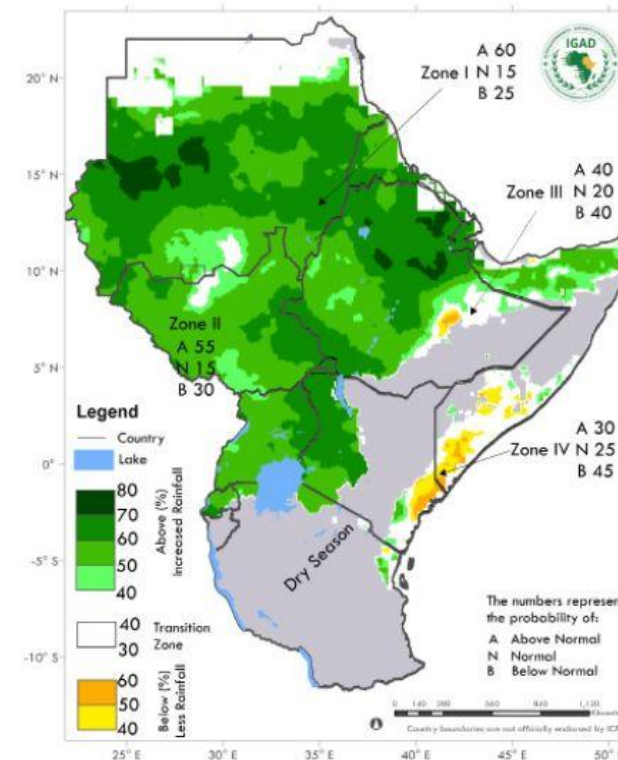 IGAD
20° N
15° N
10° N
5° N
0°
-5° S
-10° S
25° E
30° E
35° E
40° E
45° E
50° E
A 60
Zone I N 15
B 25
A 40
Zone III N 20
B 40
Zone II
A 55
N 15
B 30
A 30
Zone IV N 25
B 45
Dry Season
Legend
Country
Lake
80
70
60
50
40
Above (%)
Increased Rainfall
40
30
Transition
Zone
60
50
40
Below (%)
Less Rainfall
The numbers represen
the probability of:
A Above Normal
N Normal
B Below Normal
Country boundaries are not officially endorsed by ICP